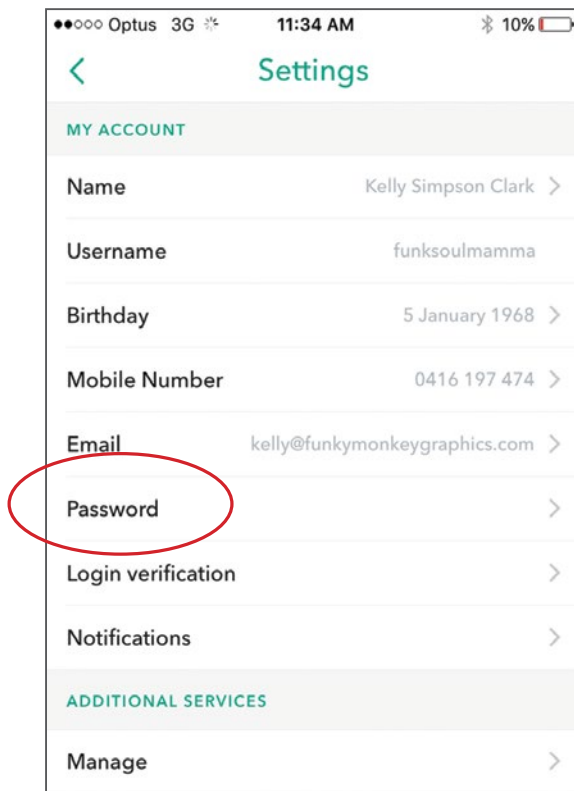 Optus 3G 11:34 AM 10%
Settings
MY ACCOUNT
Name Kelly Simpson Clark
Username funksoulmamma
Birthday 5 January 1968
Mobile Number 0416 197 474
Email kelly@funkymonkeygraphics.com
Password
Login verification
Notifications
ADDITIONAL SERVICES
Manage